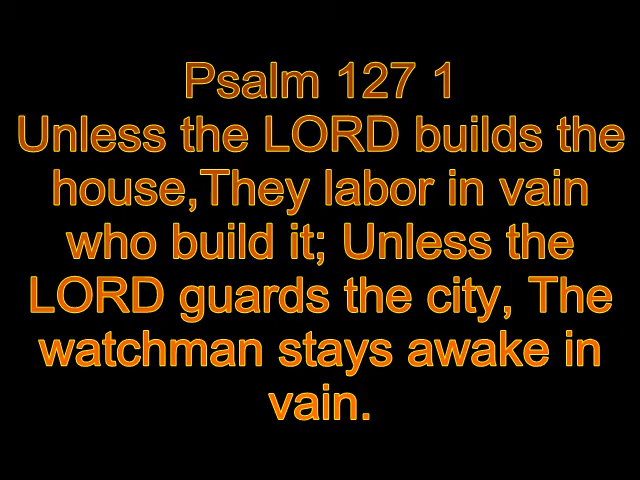 Psalm 127 1
Unless the LORD builds the
house,They labor in vain
who build it; Unless the
LORD guards the city, The
watchman stays awake in
vain.